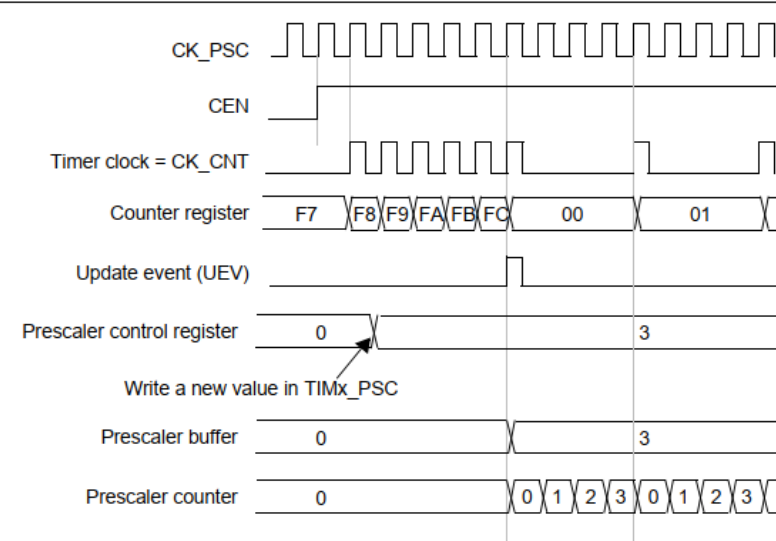 CK_PSC
CEN
Timer clock = CK_CNT
Counter register F7 F8 F9 FA FB FC 00 01
Update event (UEV)
Prescaler control register 0 3
Write a new value in TIMx_PSC
Prescaler buffer 0 3
Prescaler counter 0 0 1 2 3 0 1 2 3